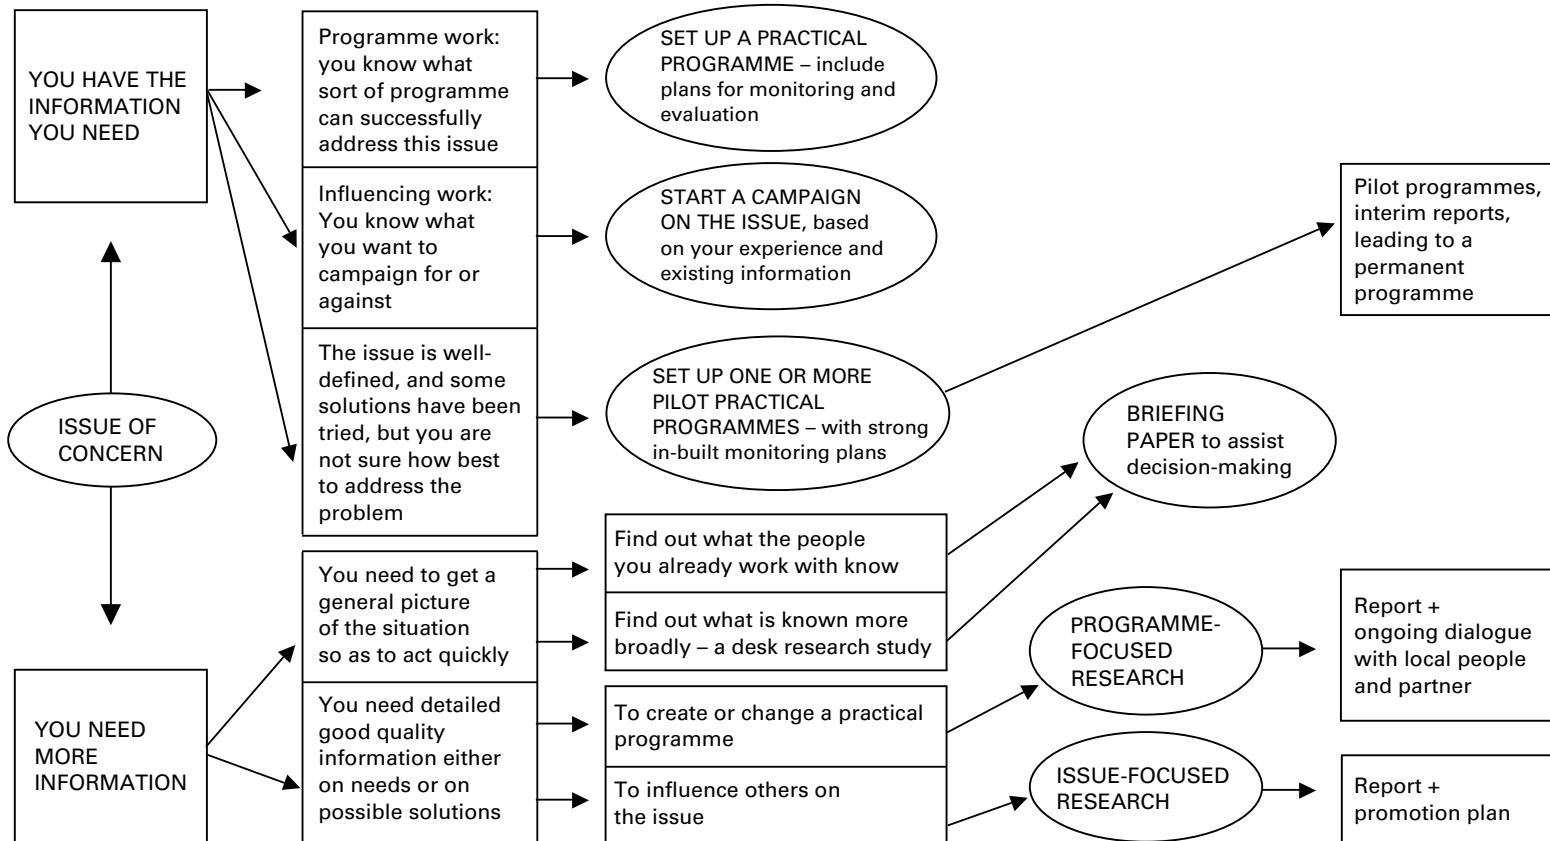 YOU HAVE THE
INFORMATION
YOU NEED
Programme work:
you know what
sort of programme
can successfully
address this issue
SET UP A PRACTICAL
PROGRAMME – include
plans for monitoring and
evaluation
Influencing work:
You know what
you want to
campaign for or
against
START A CAMPAIGN
ON THE ISSUE, based
on your experience and
existing information
Pilot programmes,
interim reports,
leading to a
permanent
programme
The issue is well-
defined, and some
solutions have been
tried, but you are
not sure how best
to address the
problem
SET UP ONE OR MORE
PILOT PRACTICAL
PROGRAMMES – with strong
in-built monitoring plans
ISSUE OF
CONCERN
BRIEFING
PAPER to assist
decision-making
You need to get a
general picture
of the situation
so as to act quickly
Find out what the people
you already work with know
Find out what is known more
broadly – a desk research study
PROGRAMME-
FOCUSED
RESEARCH
Report +
ongoing dialogue
with local people
and partner
YOU NEED
MORE
INFORMATION
You need detailed
good quality
information either
on needs or on
possible solutions
To create or change a practical
programme
To influence others on
the issue
ISSUE-FOCUSED
RESEARCH
Report +
promotion plan